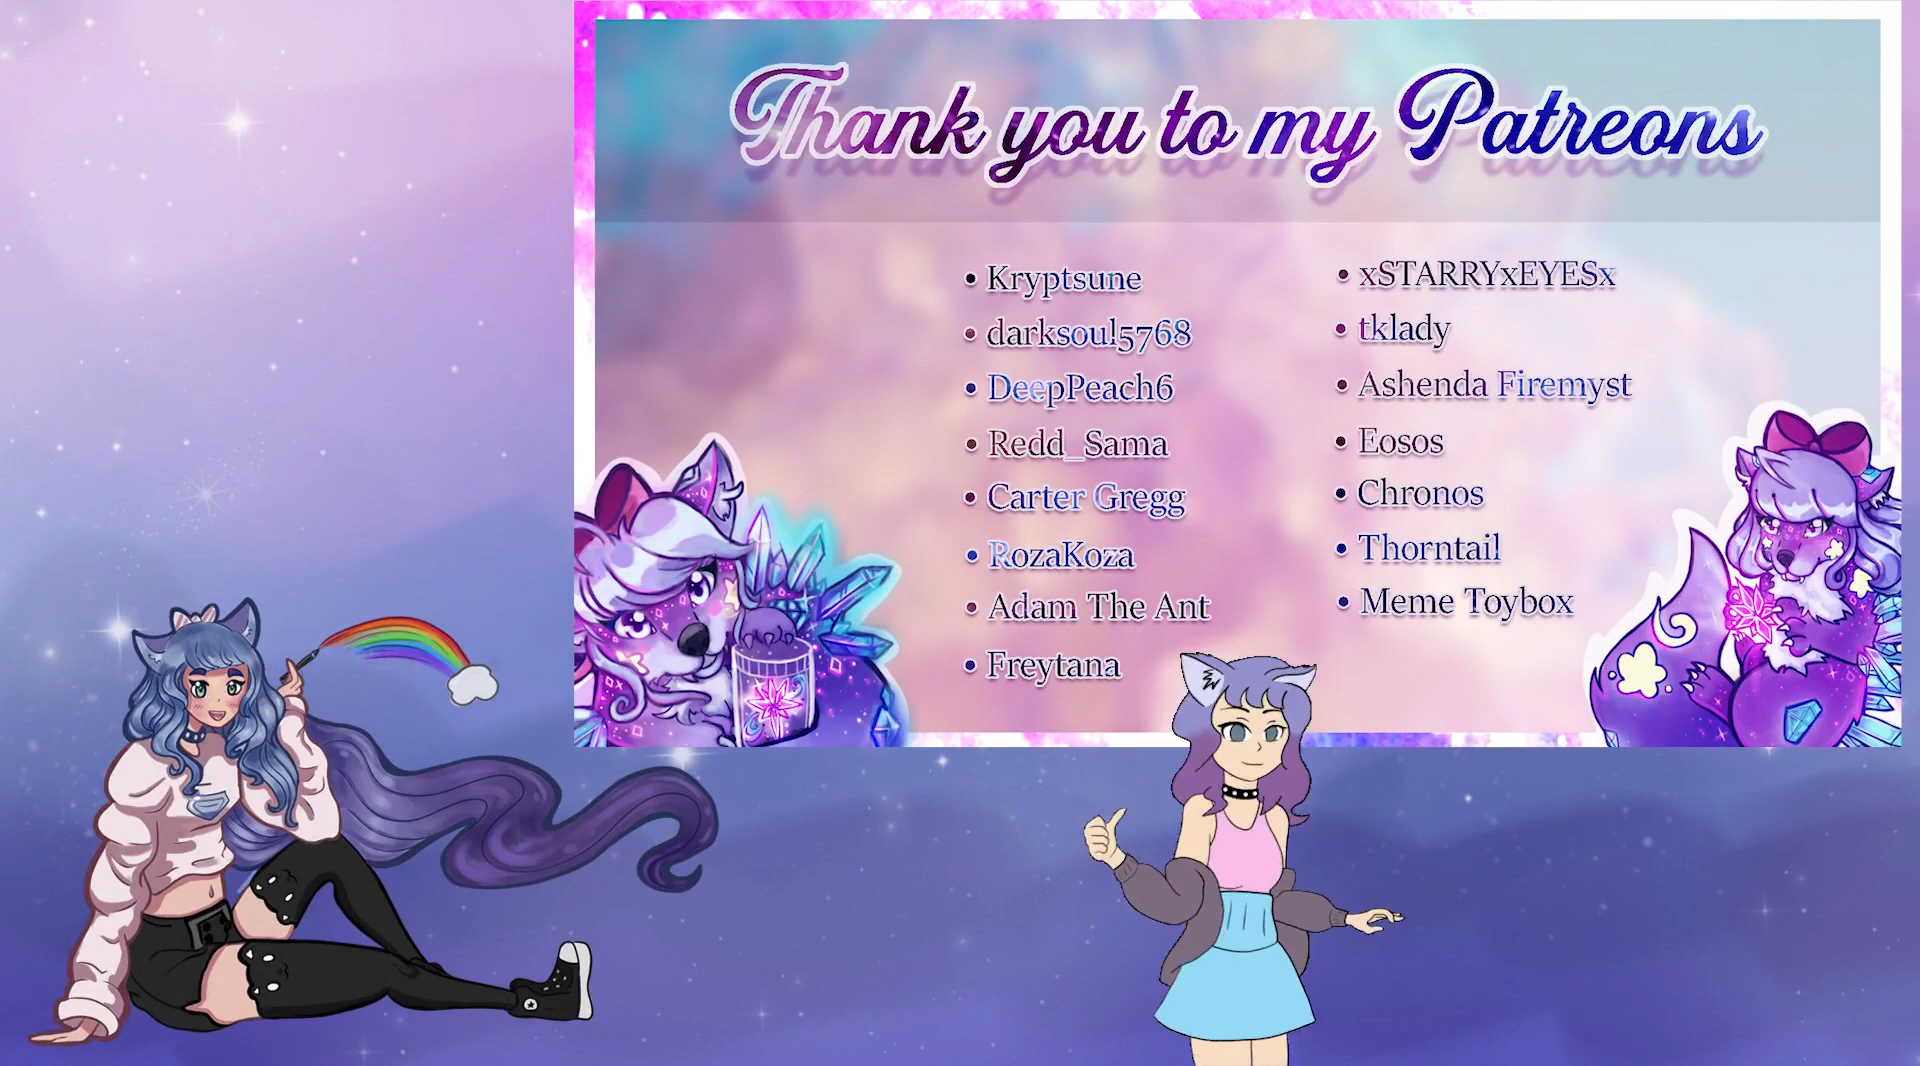 Thank you to my Patreons
• Kryptsune
• darksoul5768
• DeepPeach6
• Redd_Sama
• Carter Gregg
• RozaKoza
• Adam The Ant
• Freytana
• xSTARRYxEYESx
• tklady
• Ashenda Firemyst
• Eosos
• Chronos
• Thorntail
• Meme Toybox